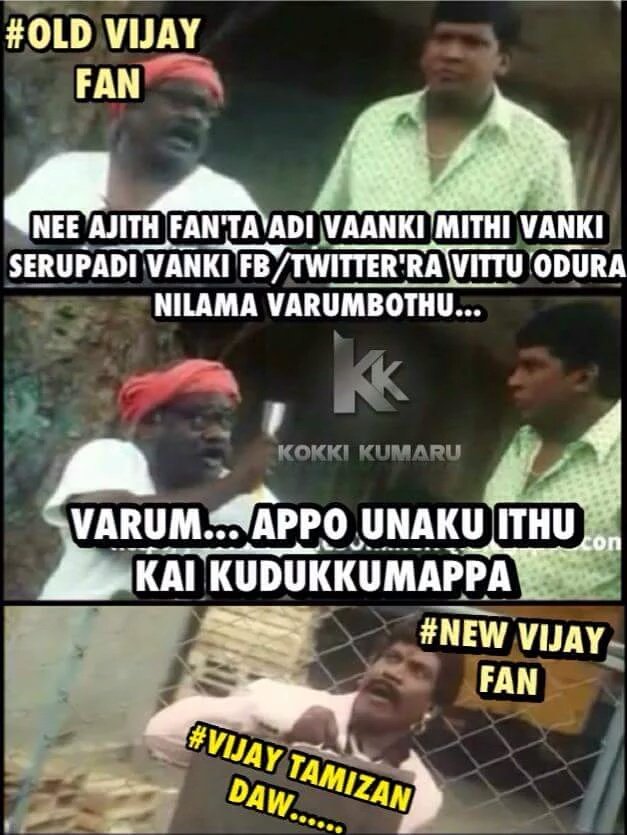 #OLD VIJAY
FAN
NEE AJITH FAN'TA ADI VAANKI MITHI VANKI
SERUPADI VANKI FB/TWITTER'RA VITTU ODURA
NILAMA VARUMBOTHU...
KK
KOKKI KUMARU
VARUM... APPO UNAKU ITHU
KAI KUDUKKUMAPPA
#NEW VIJAY
FAN
#VIJAY TAMIZAN
DAW......